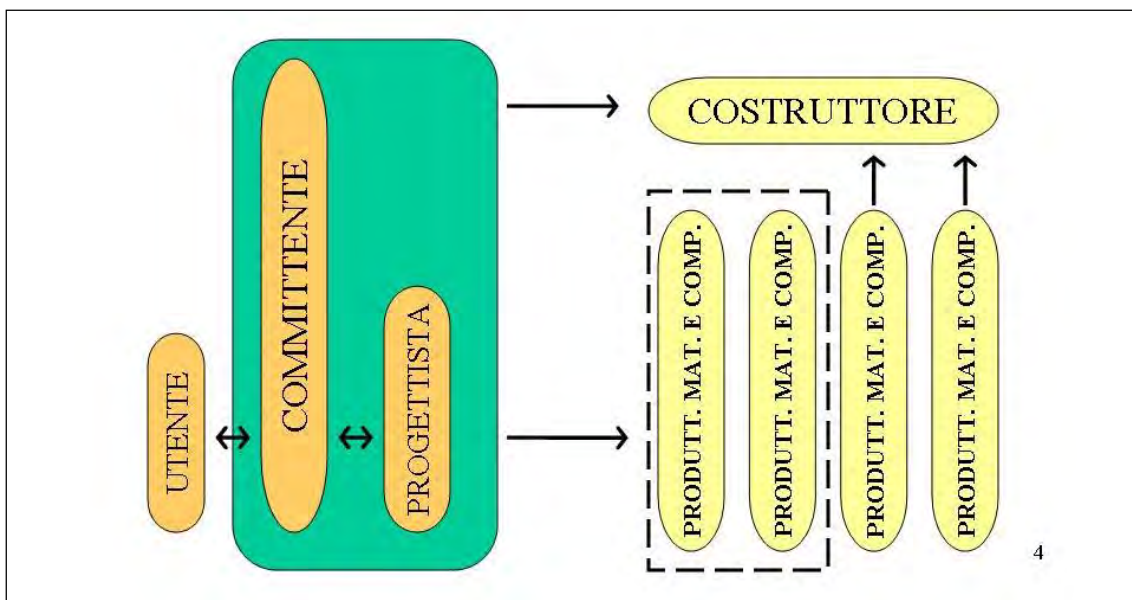 UTENTE
COMMITTENTE
PROGETTISTA
COSTRUTTORE
PRODUTT. MAT. E COMP.
PRODUTT. MAT. E COMP.
PRODUTT. MAT. E COMP.
PRODUTT. MAT. E COMP.
4